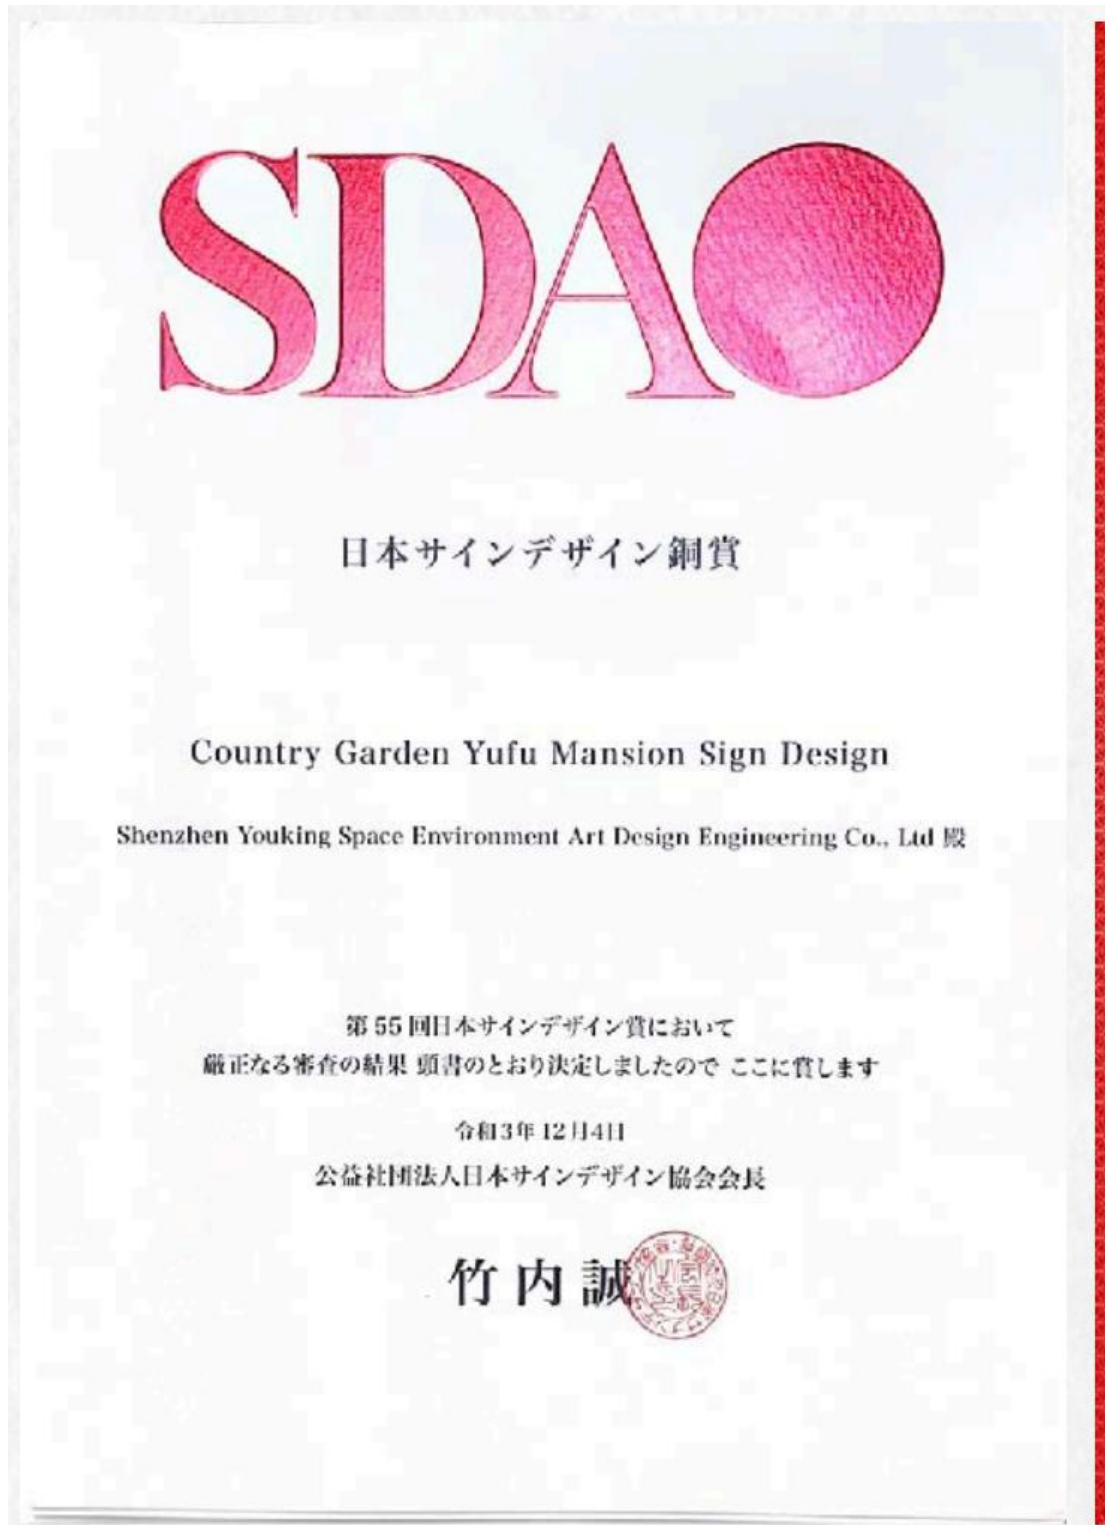 SDA
日本サインデザイン銅賞
Country Garden Yufu Mansion Sign Design
Shenzhen Youking Space Environment Art Design Engineering Co., Ltd 殿
第 55 回日本サインデザイン賞において
厳正なる審査の結果 頭書のとおり決定しましたので ここに賞します
令和3年12月4日
公益社団法人日本サインデザイン協会会長
竹内 誠